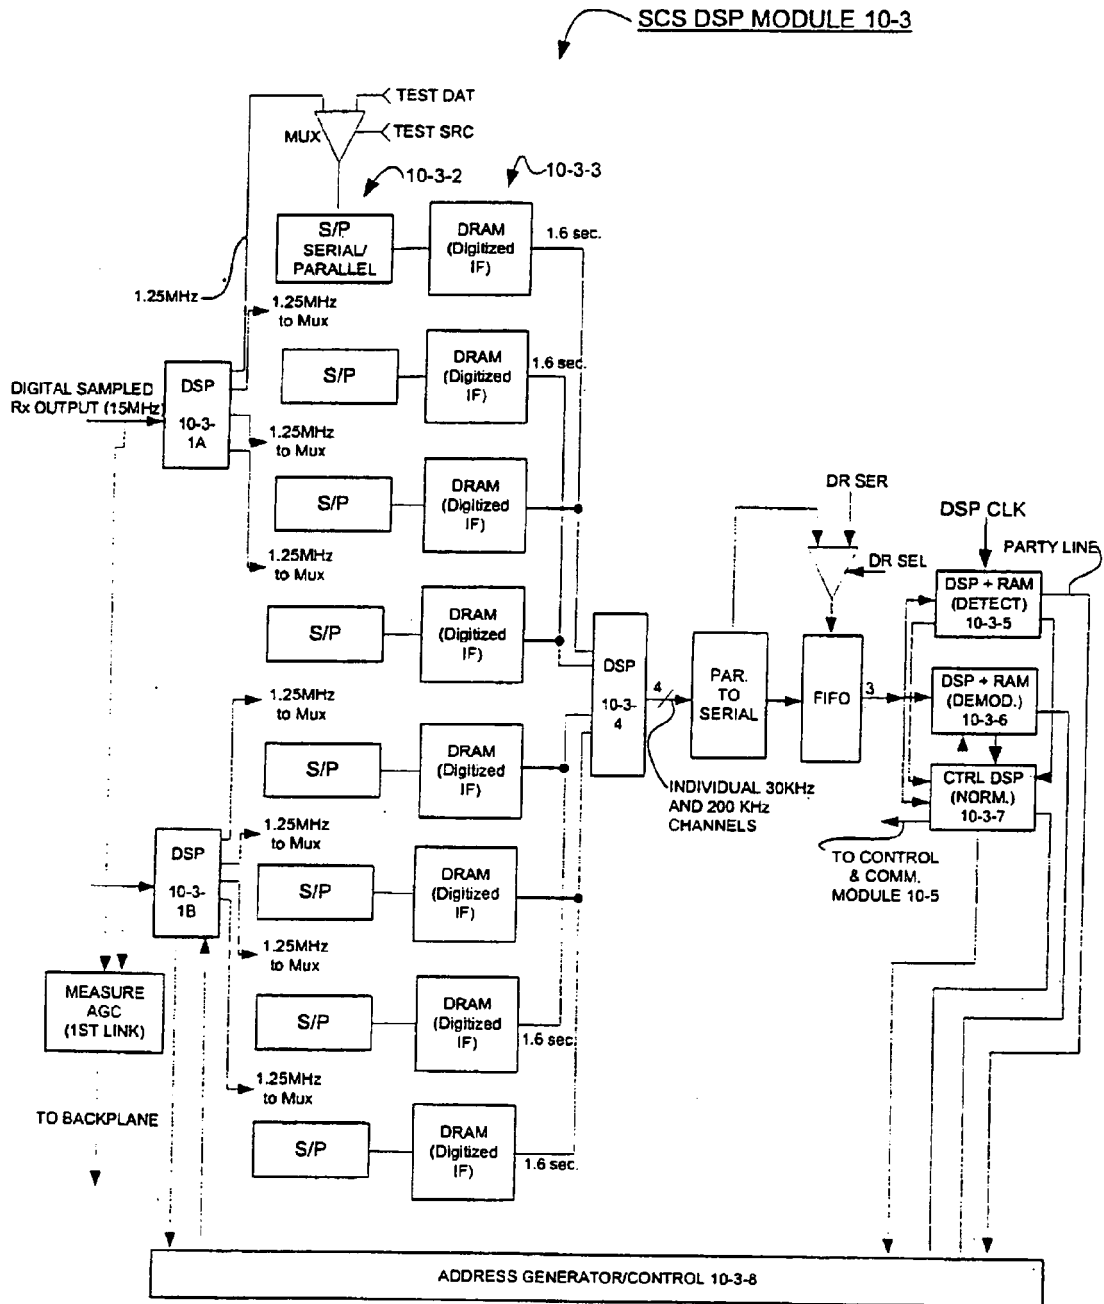 SCS DSP MODULE 10-3
TEST DAT
MUX
TEST SRC
10-3-2
10-3-3
S/P
SERIAL/
PARALLEL
DRAM
(Digitized
IF)
1.6 sec.
1.25MHz
1.25MHz
to Mux
S/P
DRAM
(Digitized
IF)
1.6 sec.
DIGITAL SAMPLED
Rx OUTPUT (15MHz)
DSP
10-3-
1A
1.25MHz
to Mux
S/P
DRAM
(Digitized
IF)
1.25MHz
to Mux
S/P
DRAM
(Digitized
IF)
1.25MHz
to Mux
S/P
DRAM
(Digitized
IF)
DSP
10-3-
1B
1.25MHz
to Mux
S/P
DRAM
(Digitized
IF)
1.25MHz
to Mux
S/P
DRAM
(Digitized
IF)
1.6 sec.
1.25MHz
to Mux
S/P
DRAM
(Digitized
IF)
1.6 sec.
MEASURE
AGC
(1ST LINK)
TO BACKPLANE
DSP
10-3-
4
4
INDIVIDUAL 30KHz
AND 200 KHz
CHANNELS
PAR.
TO
SERIAL
DR SER
DR SEL
FIFO
3
DSP CLK
PARTY LINE
DSP + RAM
(DETECT)
10-3-5
DSP + RAM
(DEMOD.)
10-3-6
CTRL DSP
(NORM.)
10-3-7
TO CONTROL
& COMM.
MODULE 10-5
ADDRESS GENERATOR/CONTROL 10-3-8